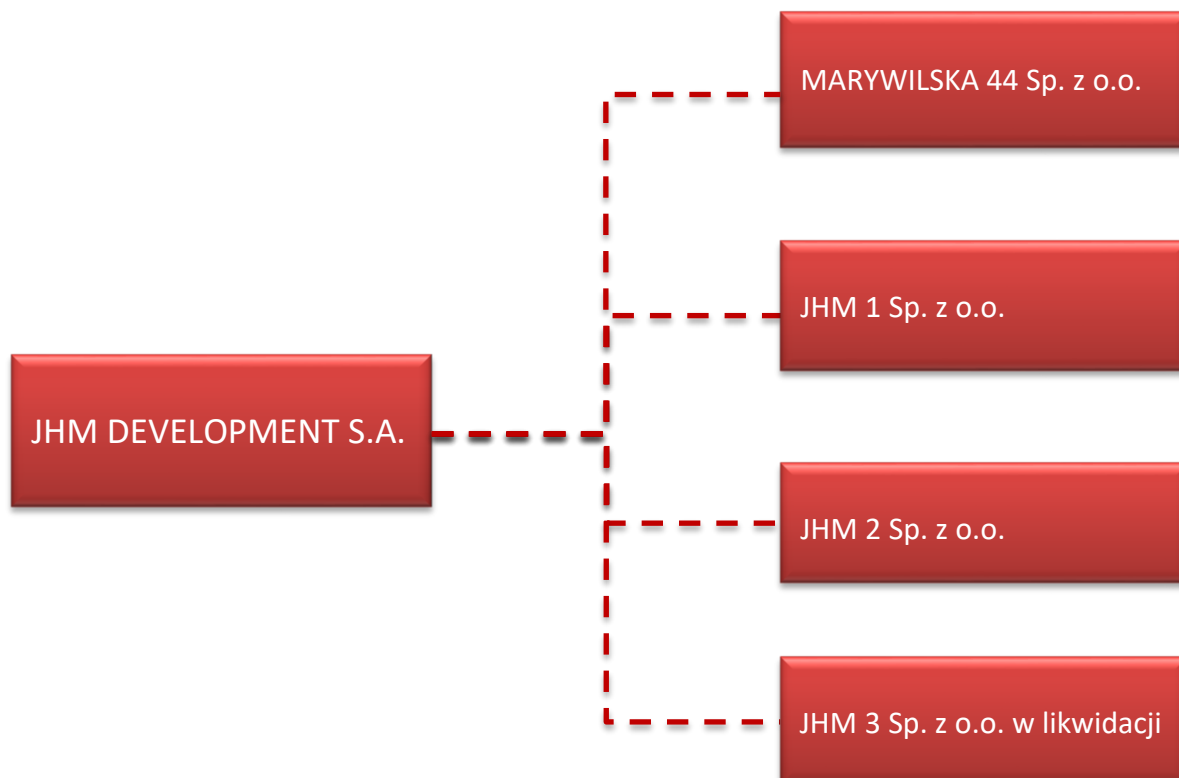 MARYWILSKA 44 Sp. z o.o.
JHM 1 Sp. z o.o.
JHM DEVELOPMENT S.A.
JHM 2 Sp. z o.o.
JHM 3 Sp. z o.o. w likwidacji